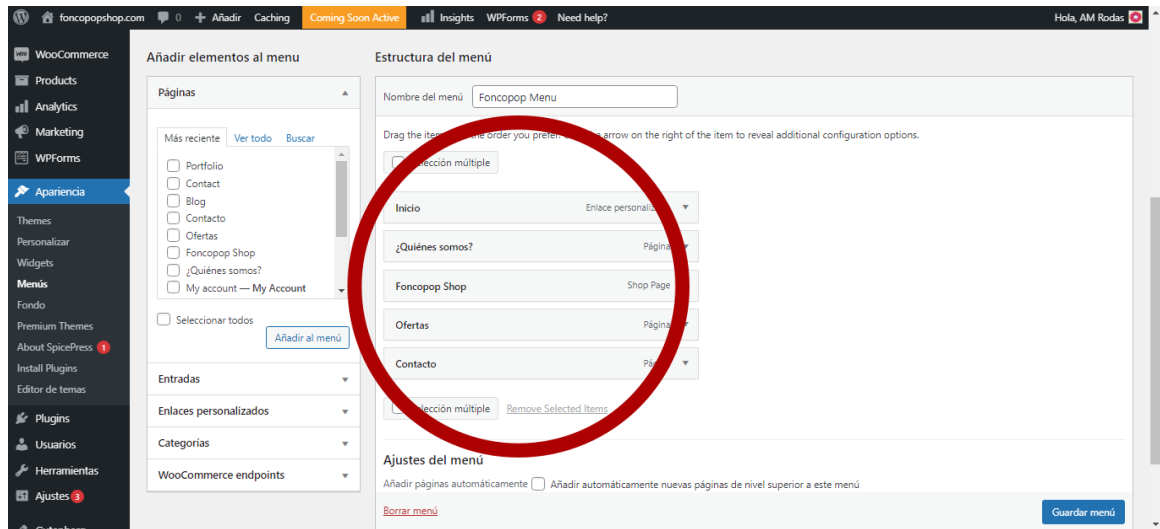 foncopopshop.com 0 + Añadir Caching Coming Soon Active Insights WPForms 2 Need help? Hola, AM Rodas
WooCommerce
Products
Analytics
Marketing
WPForms
Apariencia
Themes
Personalizar
Widgets
Menús
Fondo
Premium Themes
About SpicePress 1
Install Plugins
Editor de temas
Plugins
Usuarios
Herramientas
Ajustes 3
Añadir elementos al menu
Páginas
Más reciente Ver todo Buscar
Portfolio
Contact
Blog
Contacto
Ofertas
Foncopop Shop
¿Quiénes somos?
My account — My Account
Seleccionar todos
Añadir al menú
Entradas
Enlaces personalizados
Categorías
WooCommerce endpoints
Estructura del menú
Nombre del menú Foncopop Menu
Drag the order you prefer. arrow on the right of the item to reveal additional configuration options.
múltiple
Inicio Enlace
¿Quiénes somos? Página
Foncopop Shop Shop Page
Ofertas Página
Contacto
múltiple Remove Selected Items
Ajustes del menú
Añadir páginas automáticamente Añadir automáticamente nuevas páginas de nivel superior a este menú
Borrar menú Guardar menú